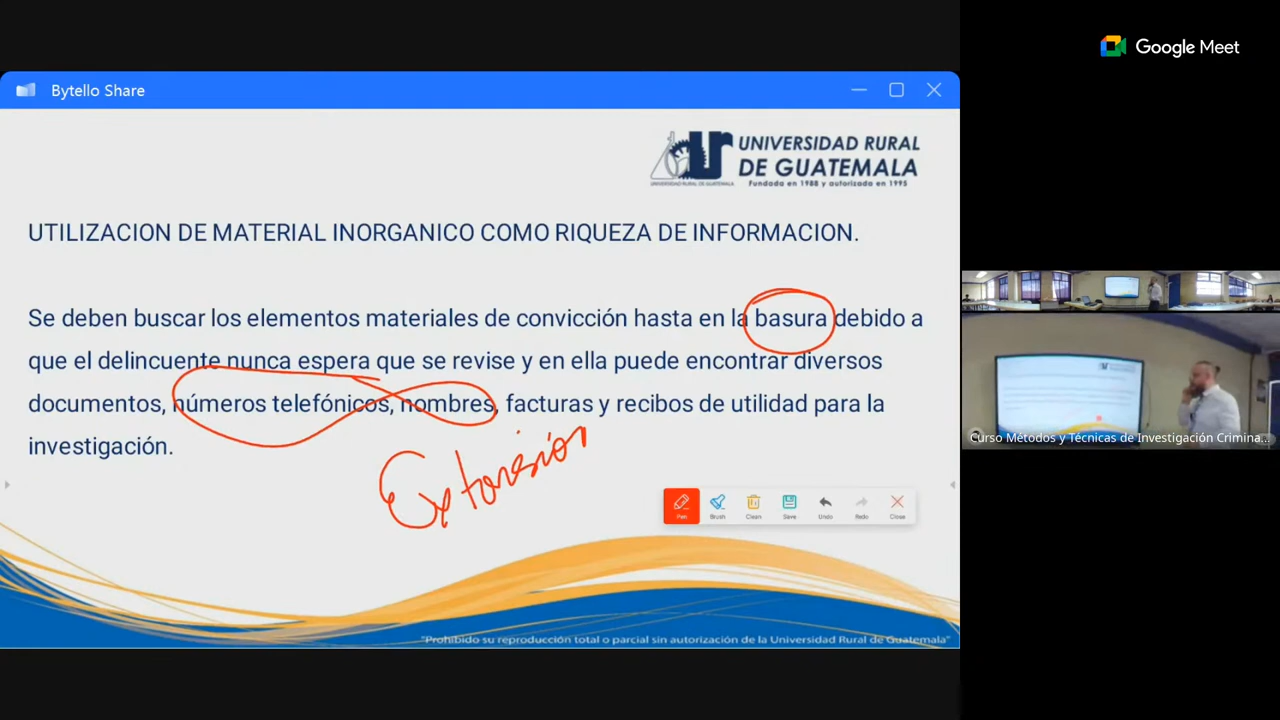 Google Meet
Bytello Share
UNIVERSIDAD RURAL
DE GUATEMALA
Fundada en 1988 y autorizada en 1995
UNIVERSIDAD RURAL DE GUATEMALA
UTILIZACION DE MATERIAL INORGANICO COMO RIQUEZA DE INFORMACION.
Se deben buscar los elementos materiales de convicción hasta en la basura debido a
que el delincuente nunca espera que se revise y en ella puede encontrar diversos
documentos, números telefónicos, nombres, facturas y recibos de utilidad para la
investigación.
Extorsión
Pen Brush Clean Save Undo Redo Close
Curso Métodos y Técnicas de Investigación Crimina...
"Prohibido su reproducción total o parcial sin autorización de la Universidad Rural de Guatemala"